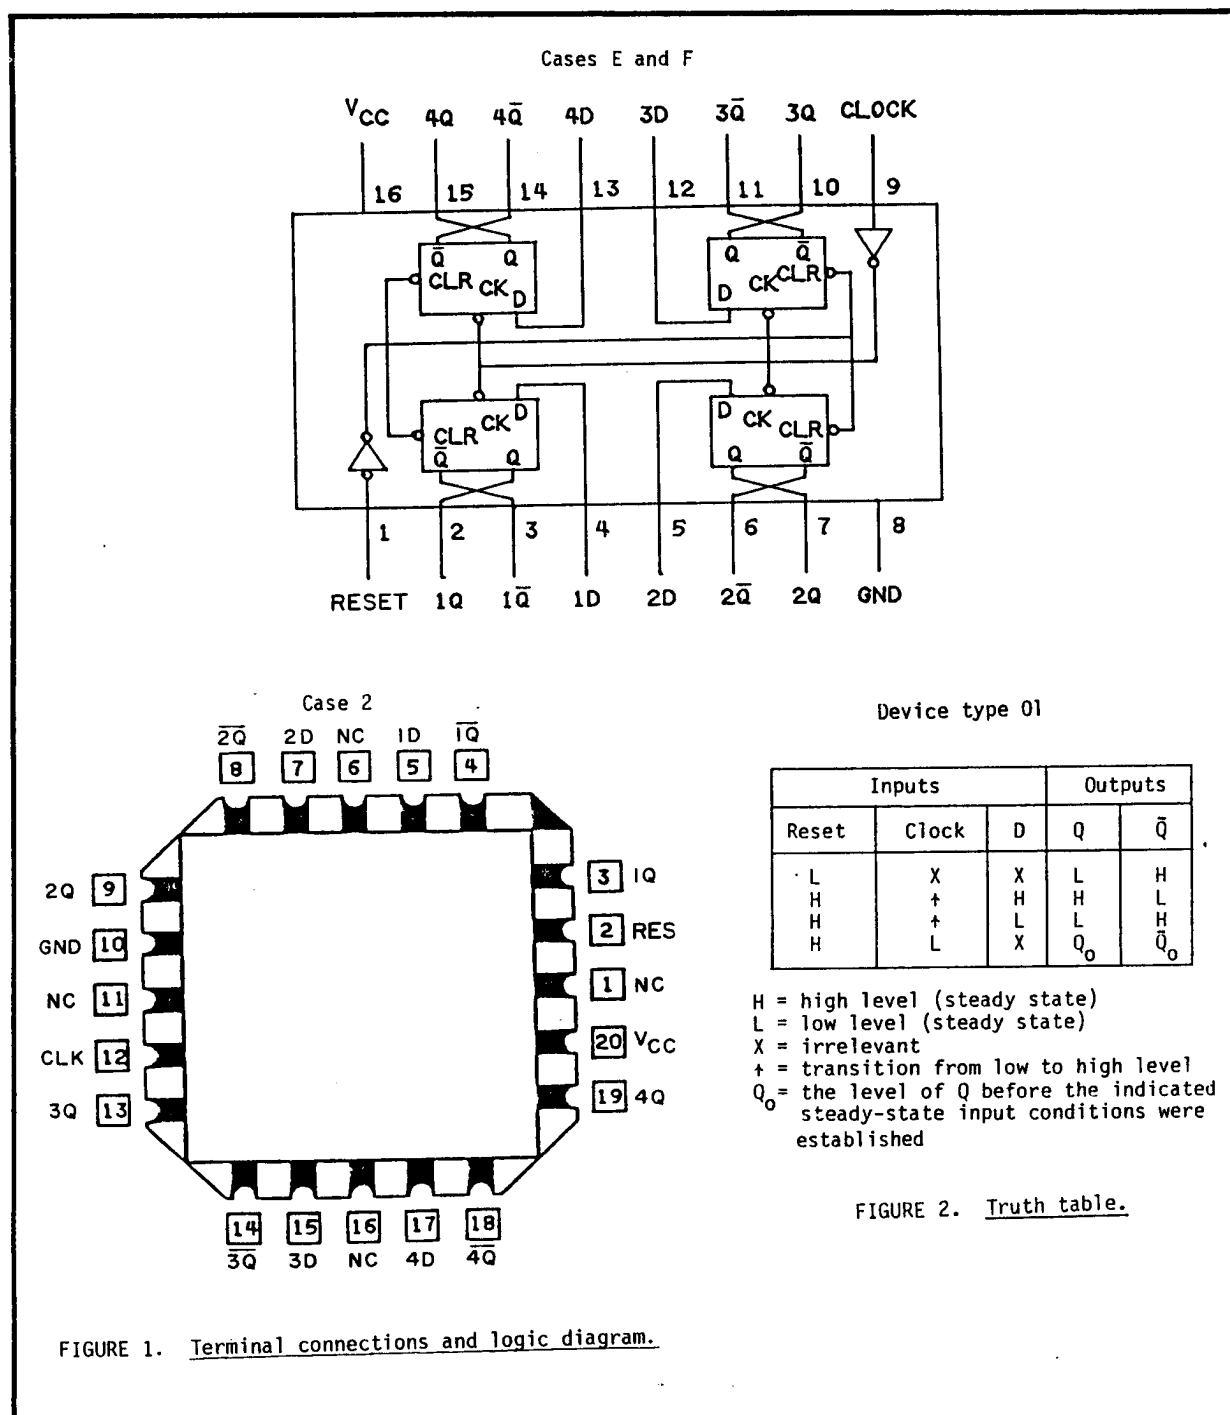 Cases E and F
VCC 4Q 4Q̅ 4D 3D 3Q̅ 3Q CLOCK
16 15 14 13 12 11 10 9
Q̅ Q Q Q̅
CLR CK D D CK CLR
CLR CK D D CK CLR
Q̅ Q Q Q̅
1 2 3 4 5 6 7 8
RESET 1Q 1Q̅ 1D 2D 2Q̅ 2Q GND
Case 2
2Q̅ 2D NC 1D 1Q̅
8 7 6 5 4
2Q 9 3 1Q
GND 10 2 RES
NC 11 1 NC
CLK 12 20 VCC
3Q 13 19 4Q
14 15 16 17 18
3Q̅ 3D NC 4D 4Q̅
FIGURE 1. Terminal connections and logic diagram.
Device type 01
Inputs Outputs
Reset Clock D Q Q̅
L X X L H
H ↑ H H L
H ↑ L L H
H L X Qo Q̅o
H = high level (steady state)
L = low level (steady state)
X = irrelevant
↑ = transition from low to high level
Qo = the level of Q before the indicated
steady-state input conditions were
established
FIGURE 2. Truth table.